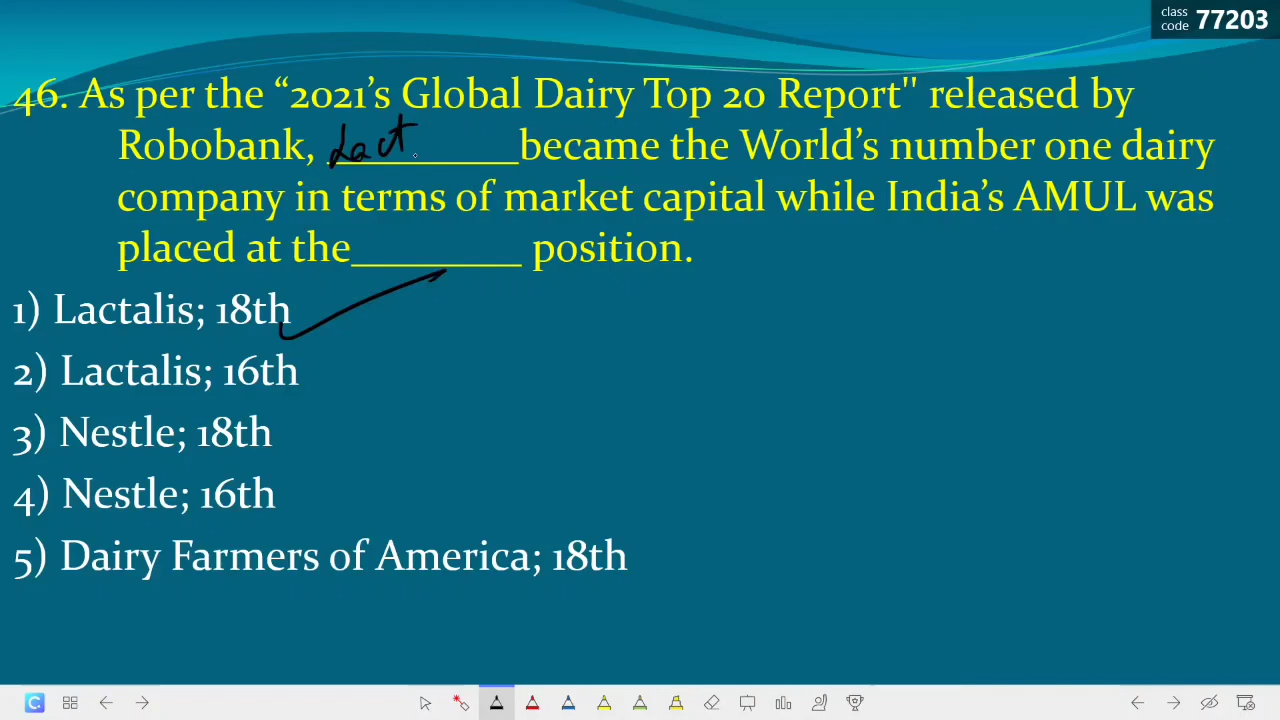 class
code 77203
46. As per the “2021’s Global Dairy Top 20 Report" released by
Robobank, Lact_________became the World’s number one dairy
company in terms of market capital while India’s AMUL was
placed at the________ position.
1) Lactalis; 18th
2) Lactalis; 16th
3) Nestle; 18th
4) Nestle; 16th
5) Dairy Farmers of America; 18th